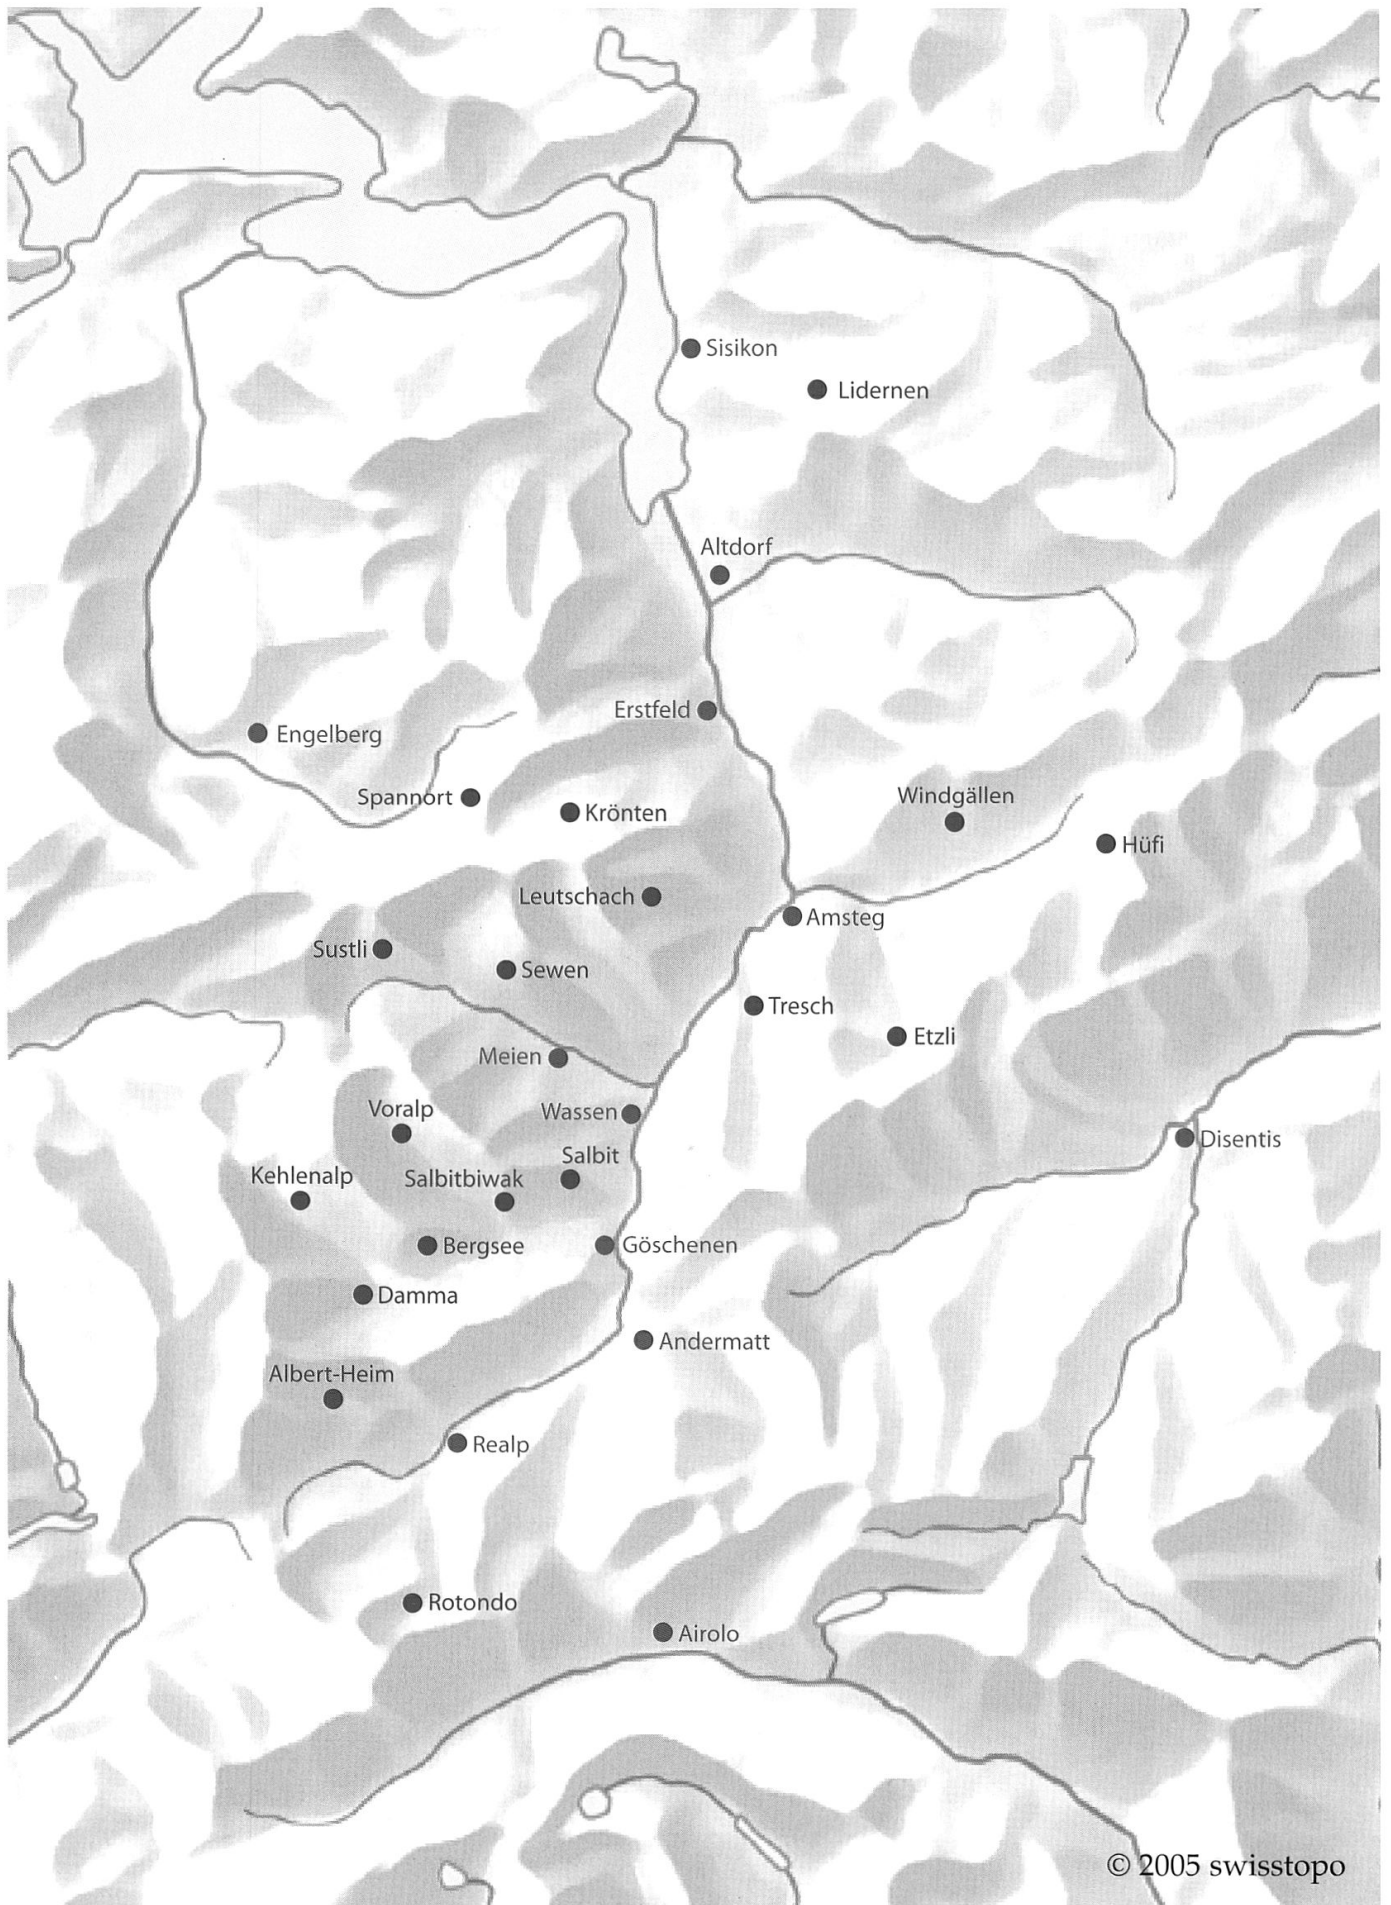 Sisikon
Lidernen
Altdorf
Erstfeld
Engelberg
Spannort
Krönten
Windgällen
Hüfi
Leutschach
Amsteg
Sustli
Sewen
Tresch
Etzli
Meien
Voralp
Wassen
Disentis
Salbit
Kehlenalp
Salbitbiwak
Bergsee
Göschenen
Damma
Andermatt
Albert-Heim
Realp
Rotondo
Airolo
© 2005 swisstopo